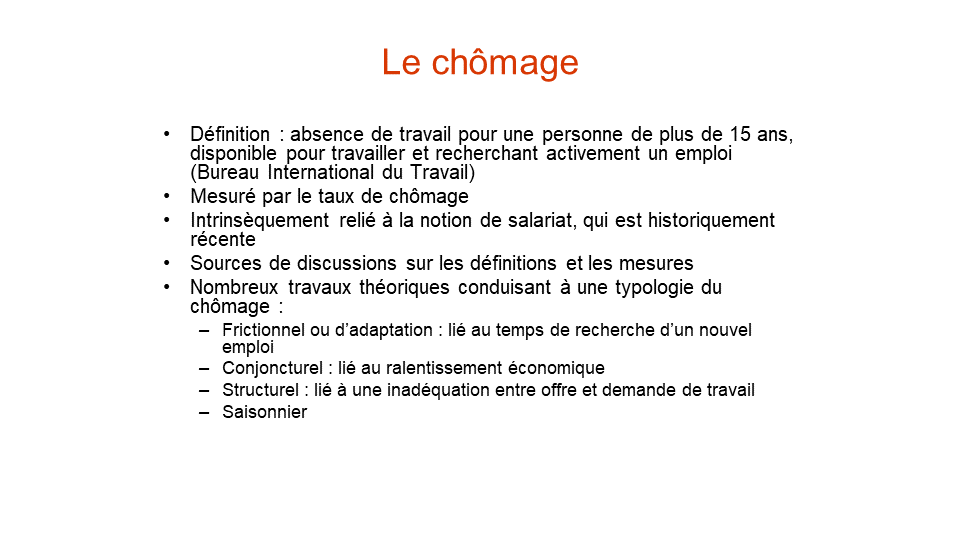 Le chômage
• Définition : absence de travail pour une personne de plus de 15 ans,
disponible pour travailler et recherchant activement un emploi
(Bureau International du Travail)
• Mesuré par le taux de chômage
• Intrinsèquement relié à la notion de salariat, qui est historiquement
récente
• Sources de discussions sur les définitions et les mesures
• Nombreux travaux théoriques conduisant à une typologie du
chômage :
– Frictionnel ou d’adaptation : lié au temps de recherche d’un nouvel
emploi
– Conjoncturel : lié au ralentissement économique
– Structurel : lié à une inadéquation entre offre et demande de travail
– Saisonnier